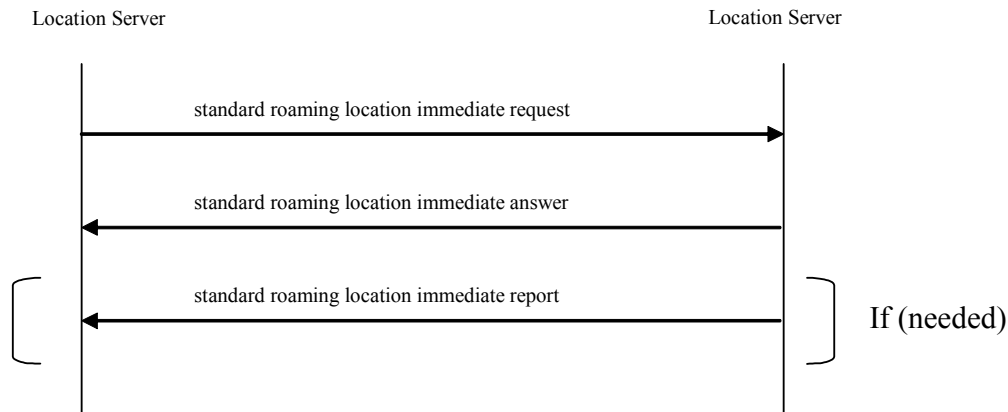 Location Server
Location Server
standard roaming location immediate request
standard roaming location immediate answer
standard roaming location immediate report
If (needed)